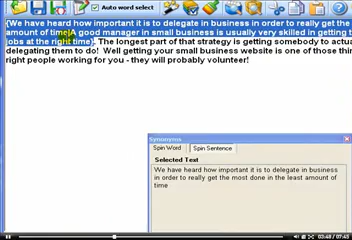 Auto word select
{We have heard how important it is to delegate in business in order to really get the
amount of time|A good manager in small business is usually very skilled in getting
jobs at the right time}. The longest part of that strategy is getting somebody to
delegating them to do!  Well getting your small business website is one of those
right people working for you - they will probably volunteer!
Synonyms
Spin Word
Spin Sentence
Selected Text
We have heard how important it is to delegate in business
in order to really get the most done in the least amount of
time
03:48 / 07:45